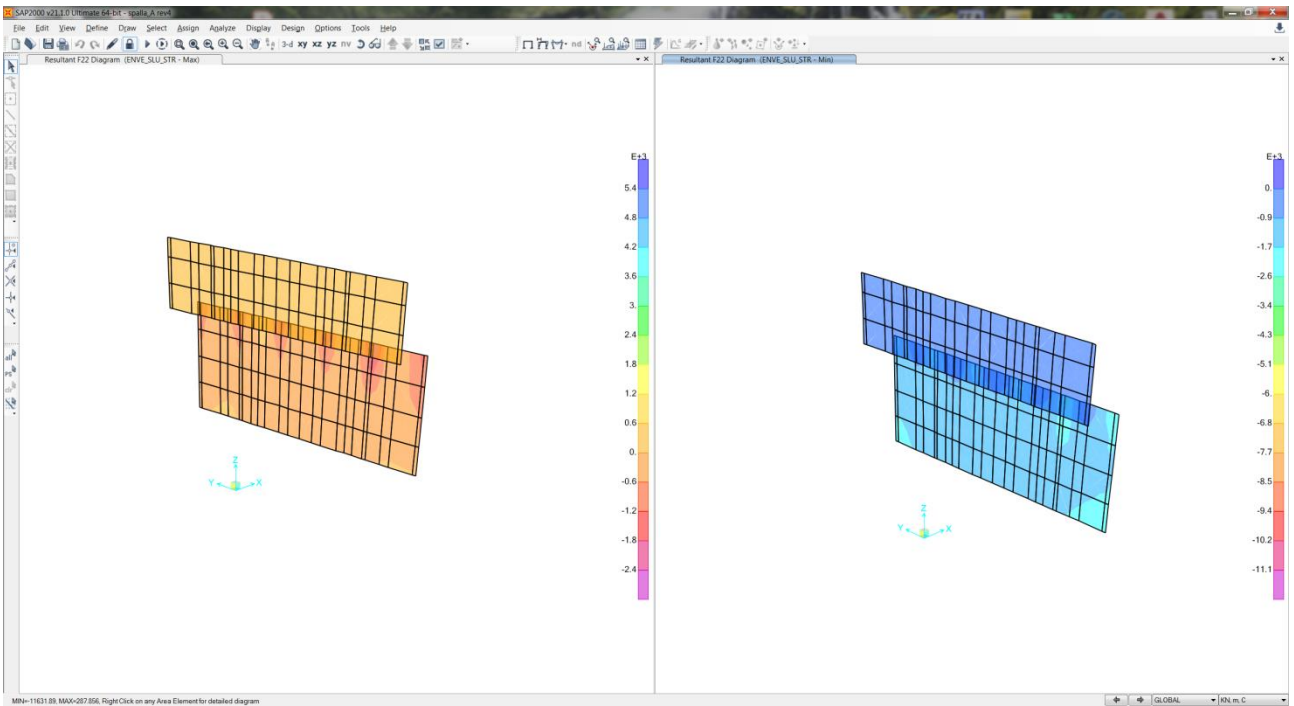 SAP2000 v21.1.0 Ultimate 64-bit - spalla_A rev4
File Edit View Define Draw Select Assign Analyze Display Design Options Tools Help
3-d xy xz yz nv
nd
Resultant F22 Diagram (ENVE_SLU_STR - Max)
Resultant F22 Diagram (ENVE_SLU_STR - Min)
E+3
5.4
4.8
4.2
3.6
3.
2.4
1.8
1.2
0.6
0.
-0.6
-1.2
-1.8
-2.4
Z
Y
X
E+3
0.
-0.9
-1.7
-2.6
-3.4
-4.3
-5.1
-6.
-6.8
-7.7
-8.5
-9.4
-10.2
-11.1
Z
Y
X
MIN=-11631.89, MAX=287.856, Right Click on any Area Element for detailed diagram
GLOBAL
KN, m, C